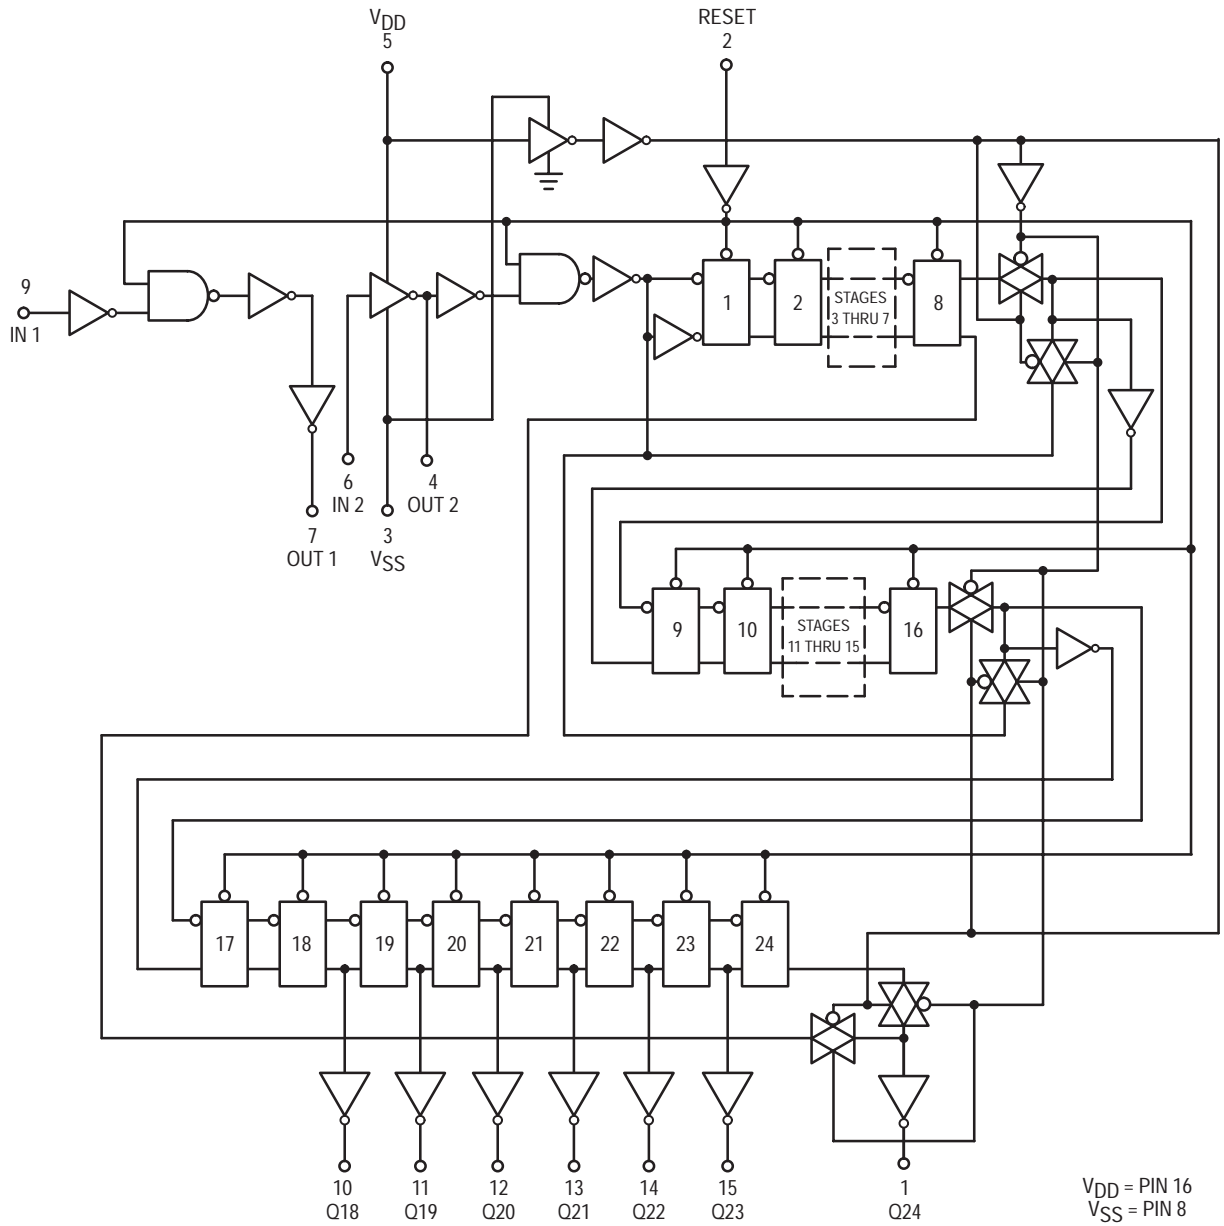 VDD
5
RESET
2
9
IN 1
1
2
STAGES
3 THRU 7
8
6
IN 2
4
OUT 2
7
OUT 1
3
VSS
9
10
STAGES
11 THRU 15
16
17
18
19
20
21
22
23
24
10
Q18
11
Q19
12
Q20
13
Q21
14
Q22
15
Q23
1
Q24
VDD = PIN 16
VSS = PIN 8